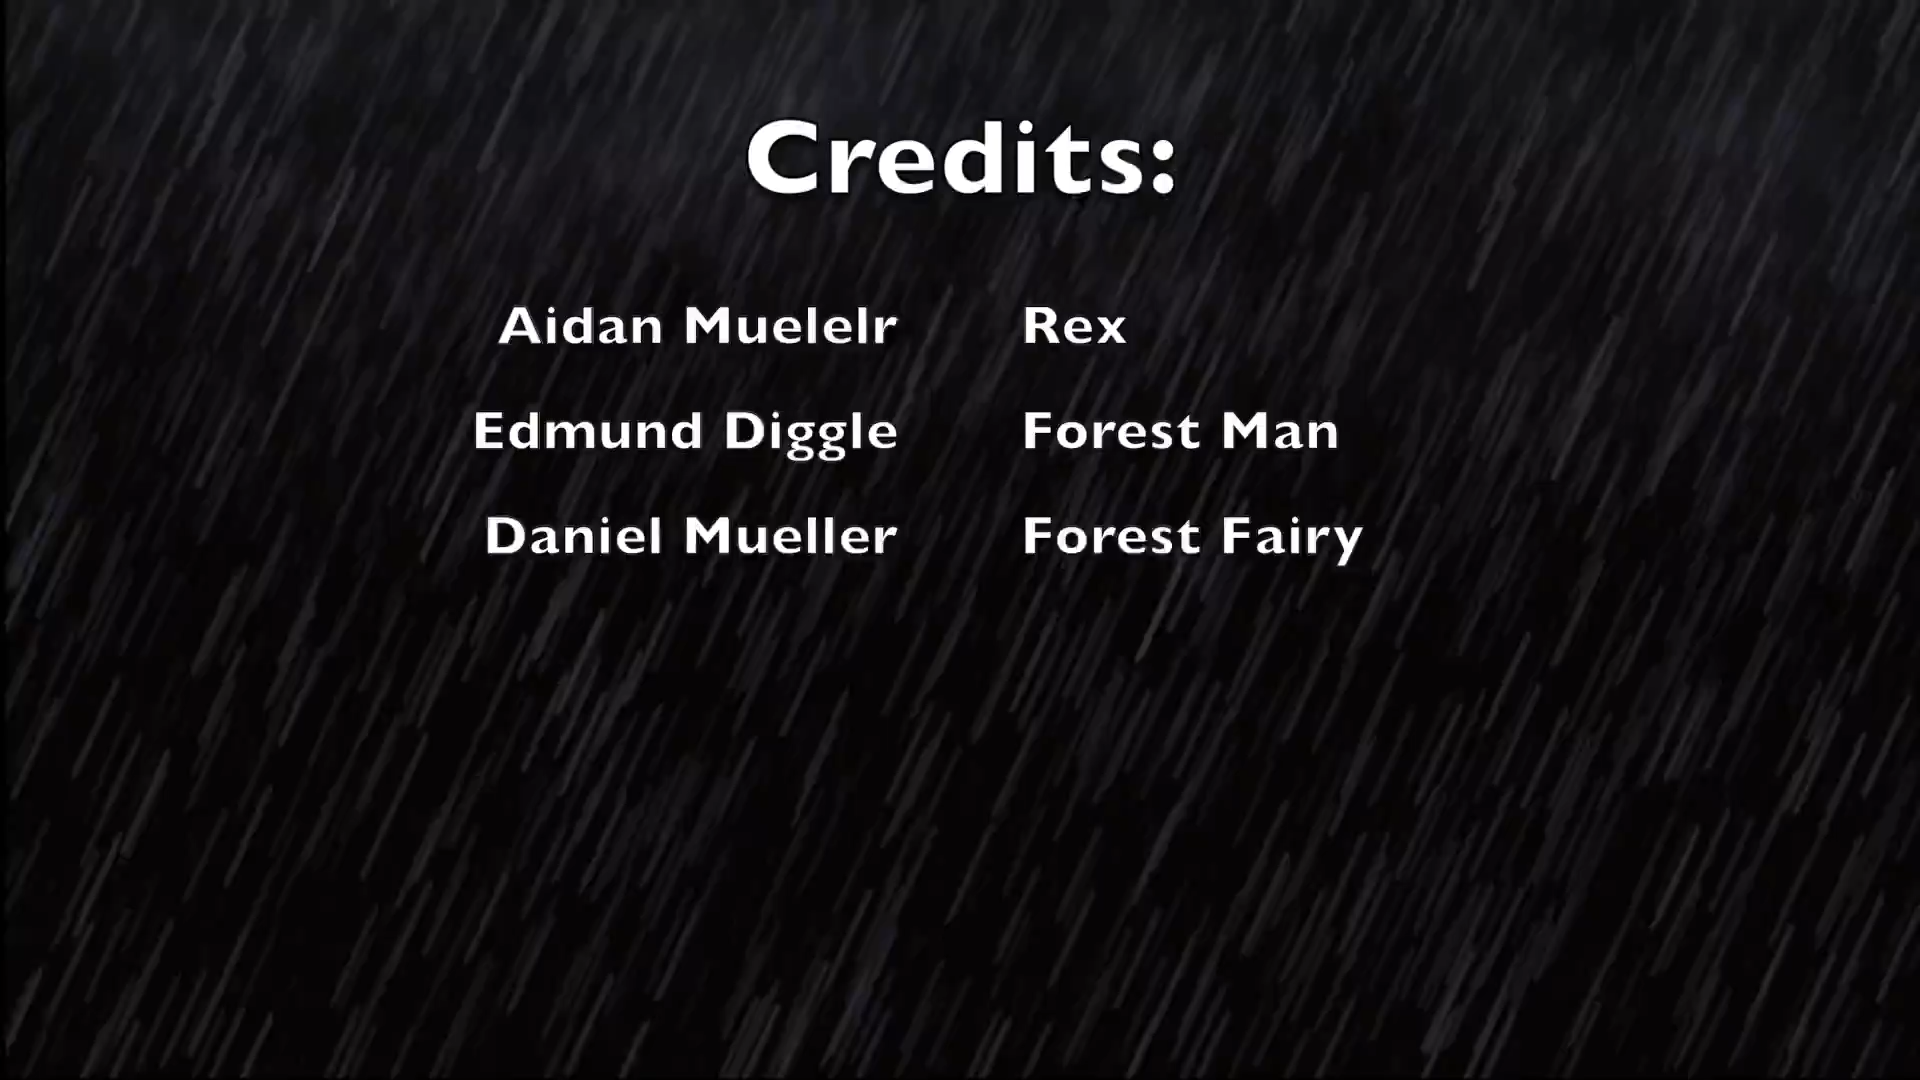 Credits:
Aidan Muelelr Rex
Edmund Diggle Forest Man
Daniel Mueller Forest Fairy